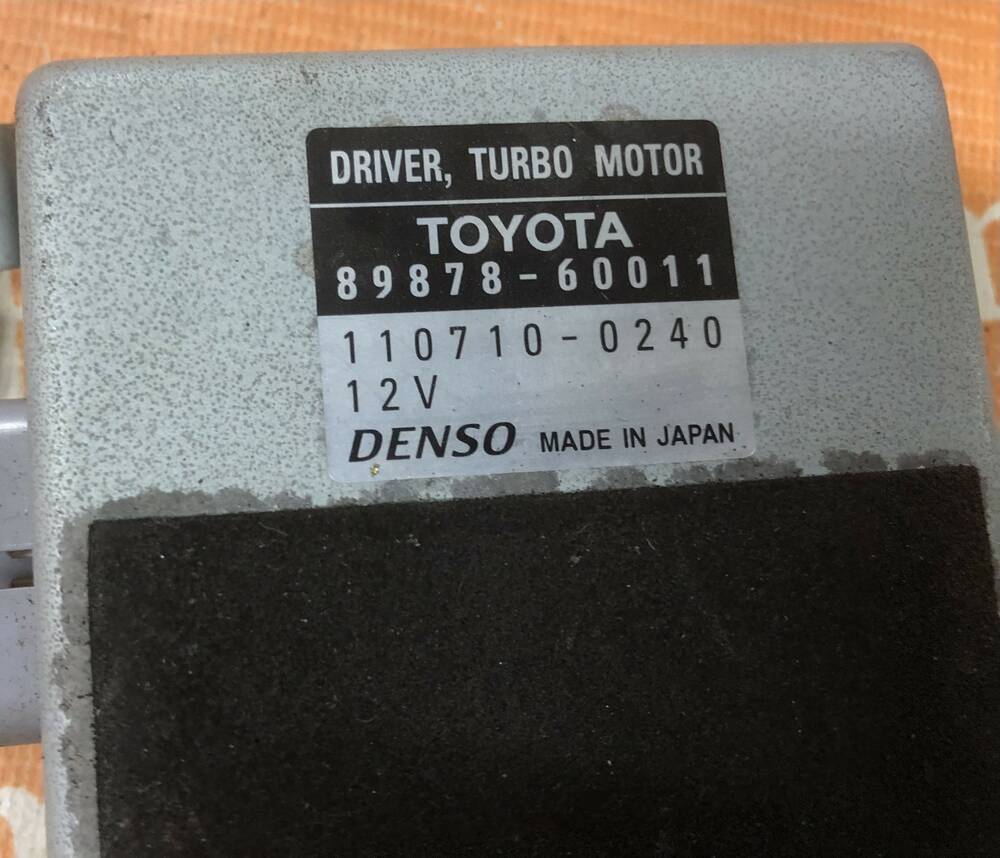 DRIVER, TURBO MOTOR
TOYOTA
89878-60011
110710-0240
12V
DENSO MADE IN JAPAN